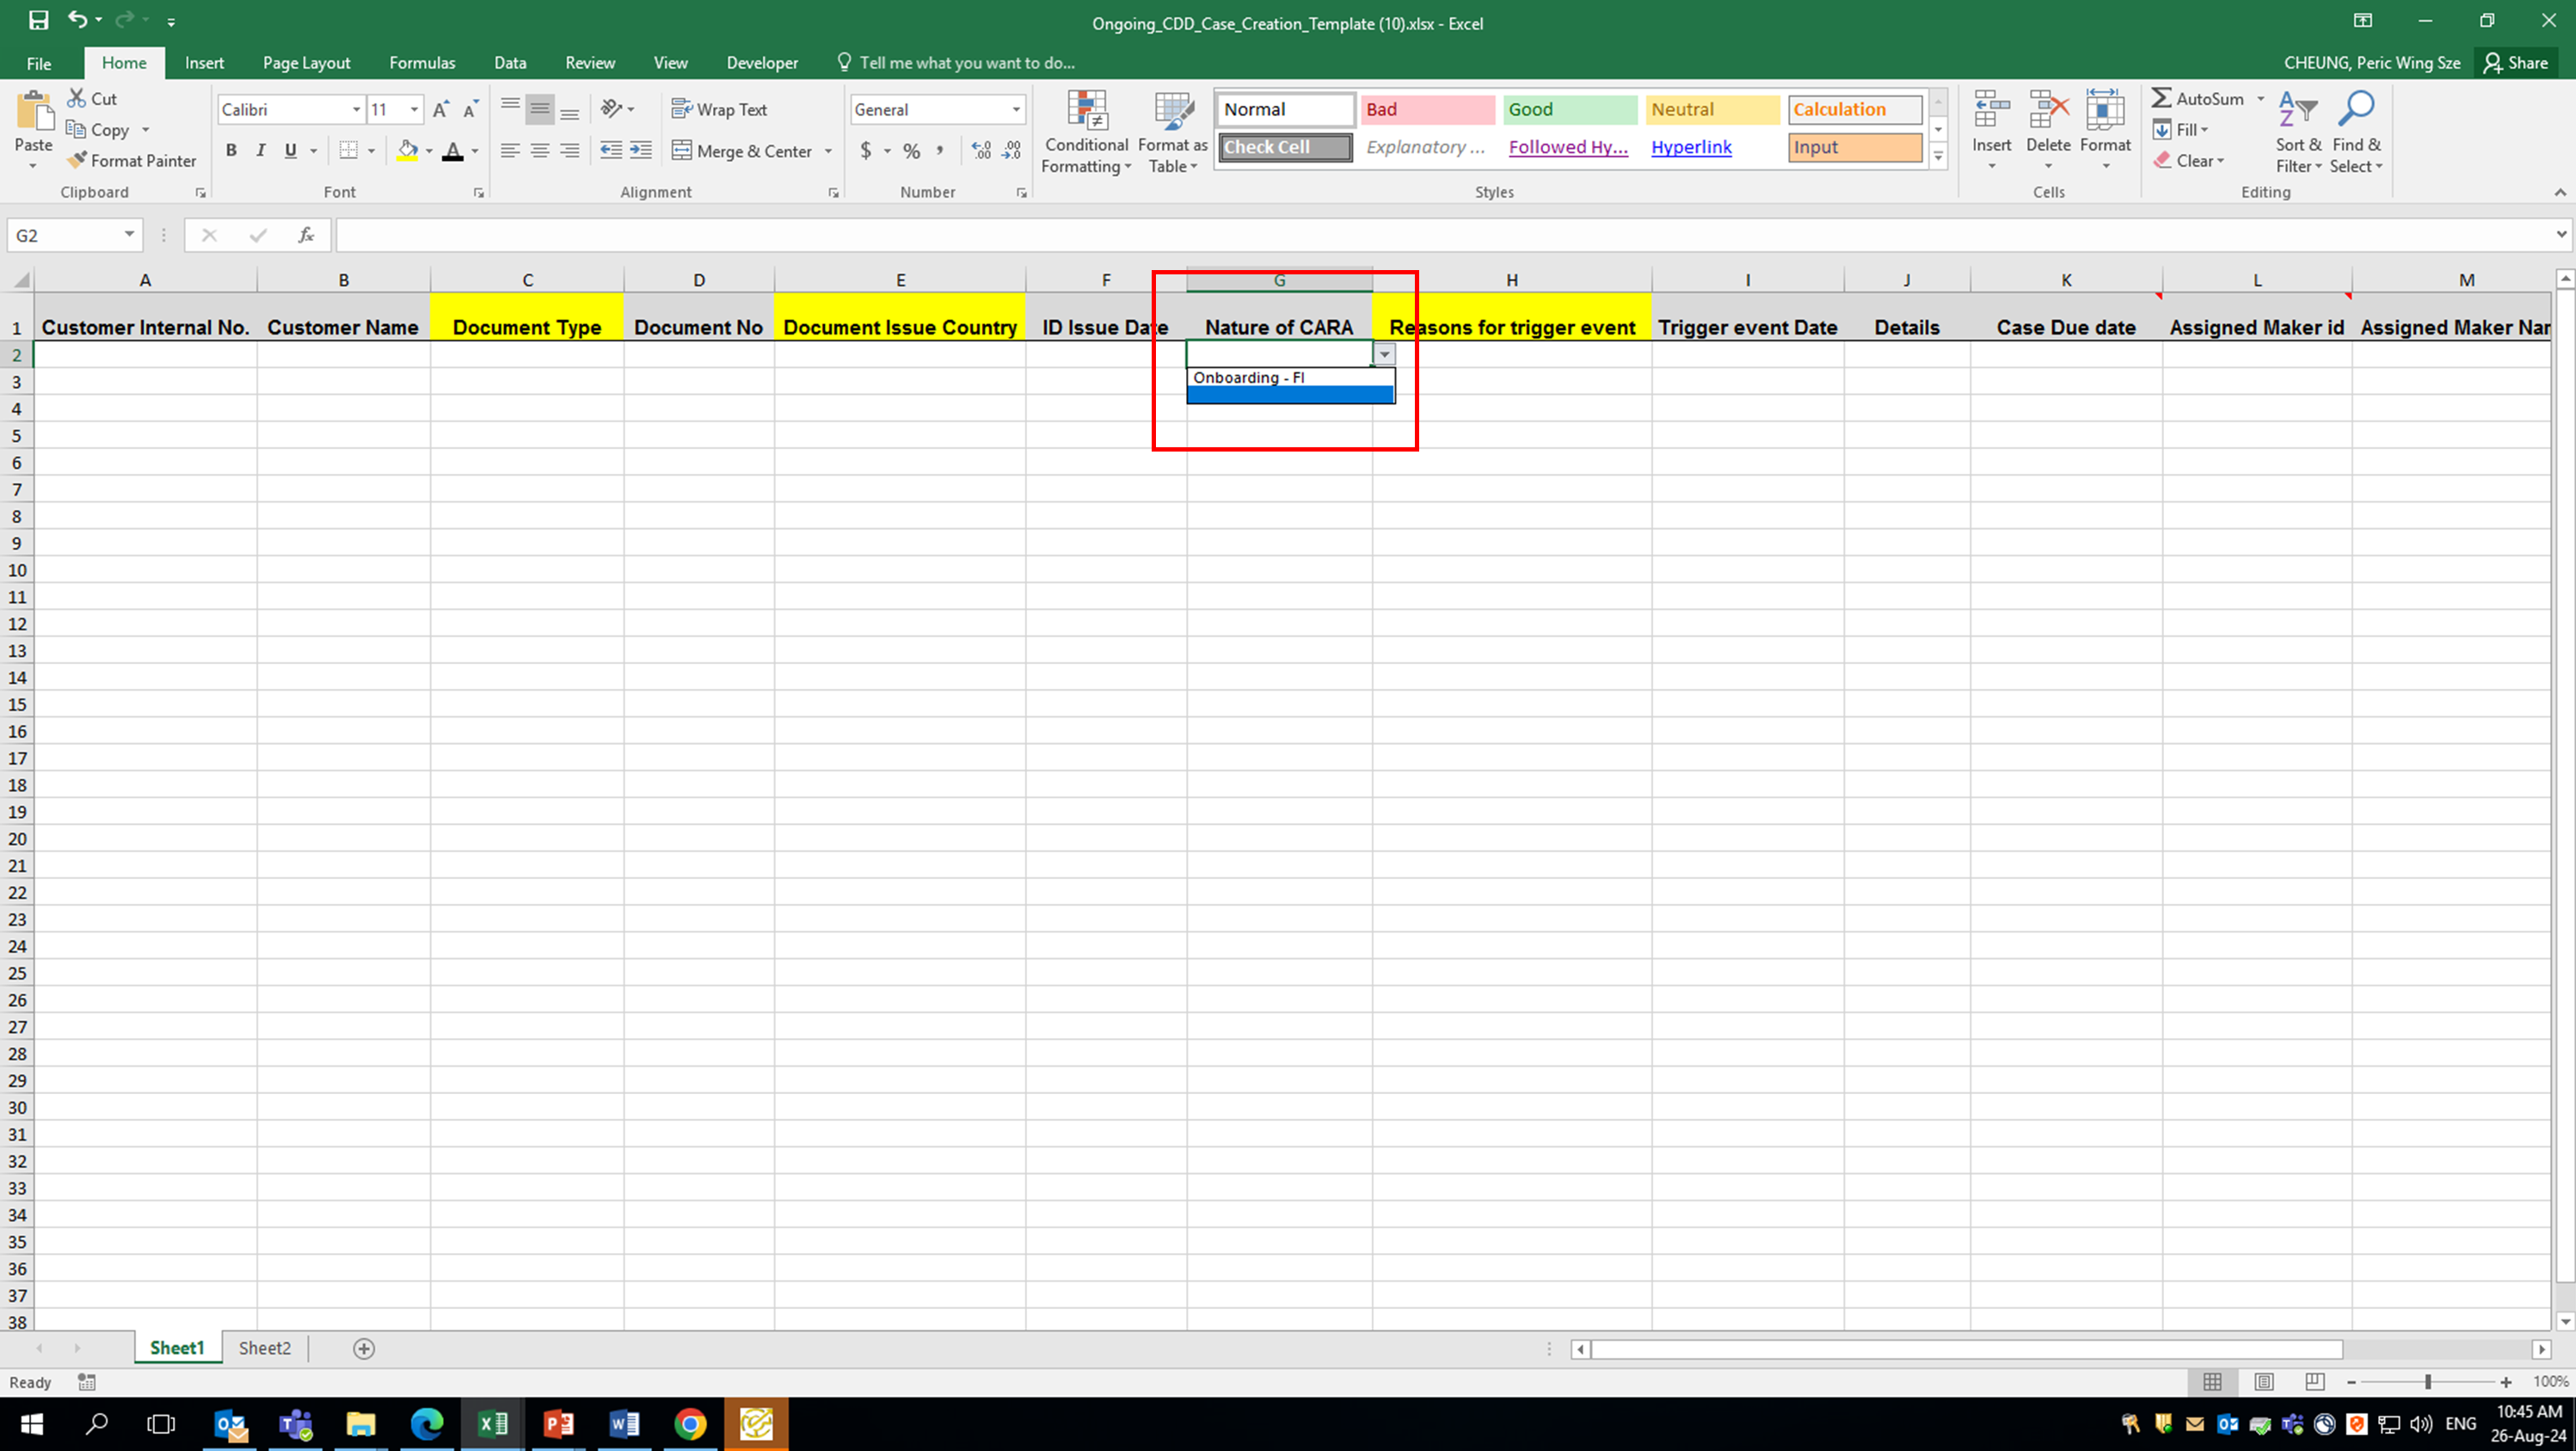 Ongoing_CDD_Case_Creation_Template (10).xlsx - Excel
File Home Insert Page Layout Formulas Data Review View Developer Tell me what you want to do... CHEUNG, Peric Wing Sze Share
Paste Cut Copy Format Painter Clipboard
Calibri 11 B I U A Font
Wrap Text Merge & Center Alignment
General $ % , Number
Conditional Formatting Format as Table
Normal Bad Good Neutral Calculation
Check Cell Explanatory ... Followed Hy... Hyperlink Input
Styles
Insert Delete Format Cells
AutoSum Fill Clear Sort & Filter Find & Select Editing
G2 fx
A B C D E F G H I J K L M
1 Customer Internal No. Customer Name Document Type Document No Document Issue Country ID Issue Date Nature of CARA Reasons for trigger event Trigger event Date Details Case Due date Assigned Maker id Assigned Maker Nar
2
Onboarding - FI
3
4
5
6
7
8
9
10
11
12
13
14
15
16
17
18
19
20
21
22
23
24
25
26
27
28
29
30
31
32
33
34
35
36
37
38
Sheet1 Sheet2
Ready 100%
ENG 10:45 AM
26-Aug-24